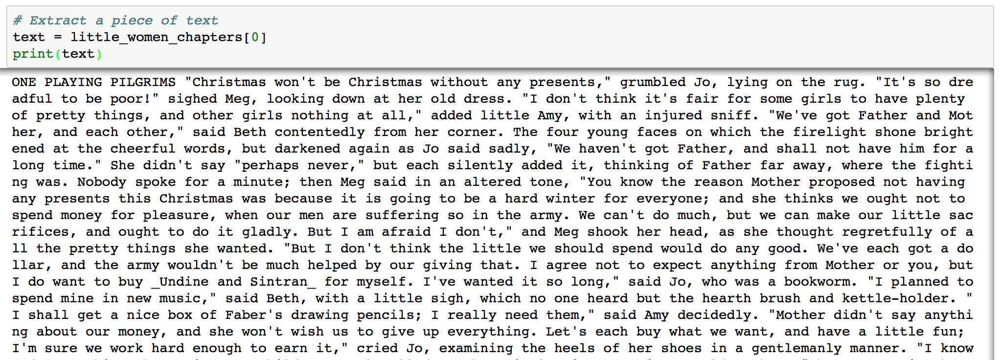 # Extract a piece of text
text = little_women_chapters[0]
print(text)
ONE PLAYING PILGRIMS "Christmas won't be Christmas without any presents," grumbled Jo, lying on the rug. "It's so dre
adful to be poor!" sighed Meg, looking down at her old dress. "I don't think it's fair for some girls to have plenty
of pretty things, and other girls nothing at all," added little Amy, with an injured sniff. "We've got Father and Mot
her, and each other," said Beth contentedly from her corner. The four young faces on which the firelight shone bright
ened at the cheerful words, but darkened again as Jo said sadly, "We haven't got Father, and shall not have him for a
long time." She didn't say "perhaps never," but each silently added it, thinking of Father far away, where the fighti
ng was. Nobody spoke for a minute; then Meg said in an altered tone, "You know the reason Mother proposed not having
any presents this Christmas was because it is going to be a hard winter for everyone; and she thinks we ought not to
spend money for pleasure, when our men are suffering so in the army. We can't do much, but we can make our little sac
rifices, and ought to do it gladly. But I am afraid I don't," and Meg shook her head, as she thought regretfully of a
ll the pretty things she wanted. "But I don't think the little we should spend would do any good. We've each got a do
llar, and the army wouldn't be much helped by our giving that. I agree not to expect anything from Mother or you, but
I do want to buy _Undine and Sintran_ for myself. I've wanted it so long," said Jo, who was a bookworm. "I planned to
spend mine in new music," said Beth, with a little sigh, which no one heard but the hearth brush and kettle-holder. "
I shall get a nice box of Faber's drawing pencils; I really need them," said Amy decidedly. "Mother didn't say anythi
ng about our money, and she won't wish us to give up everything. Let's each buy what we want, and have a little fun;
I'm sure we work hard enough to earn it," cried Jo, examining the heels of her shoes in a gentlemanly manner. "I know